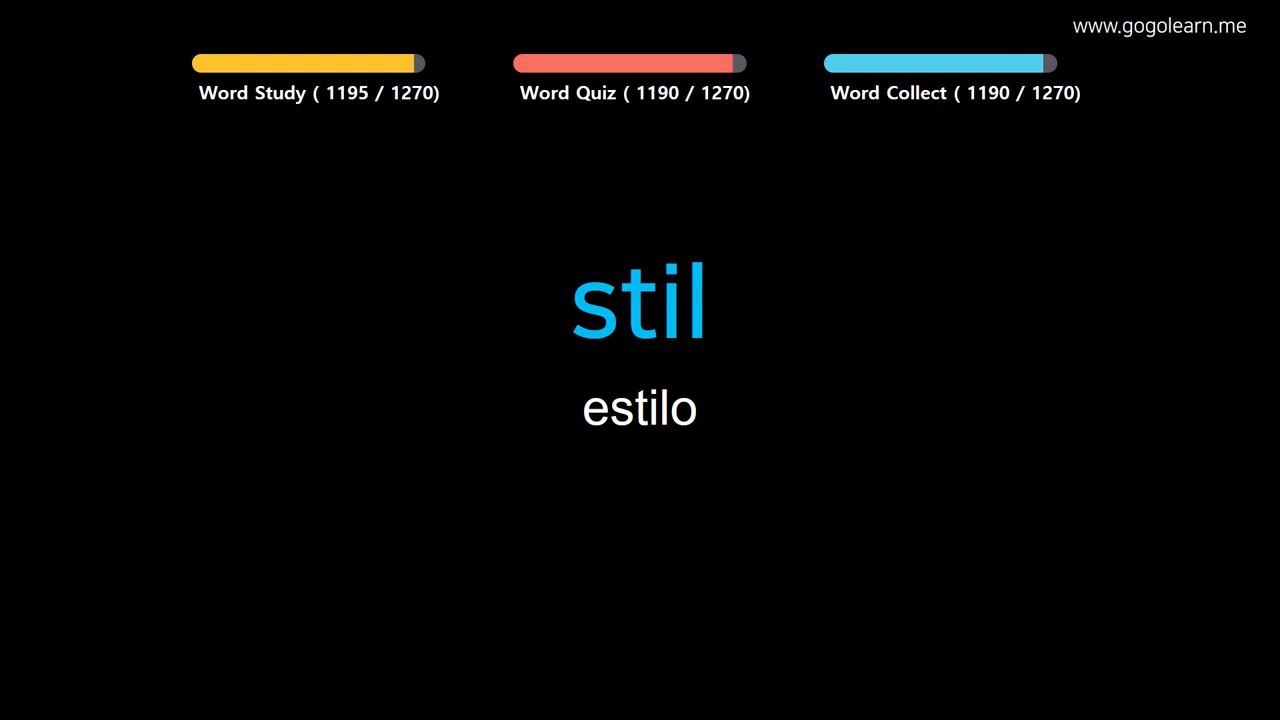 www.gogolearn.me
Word Study ( 1195 / 1270)
Word Quiz ( 1190 / 1270)
Word Collect ( 1190 / 1270)
stil
estilo